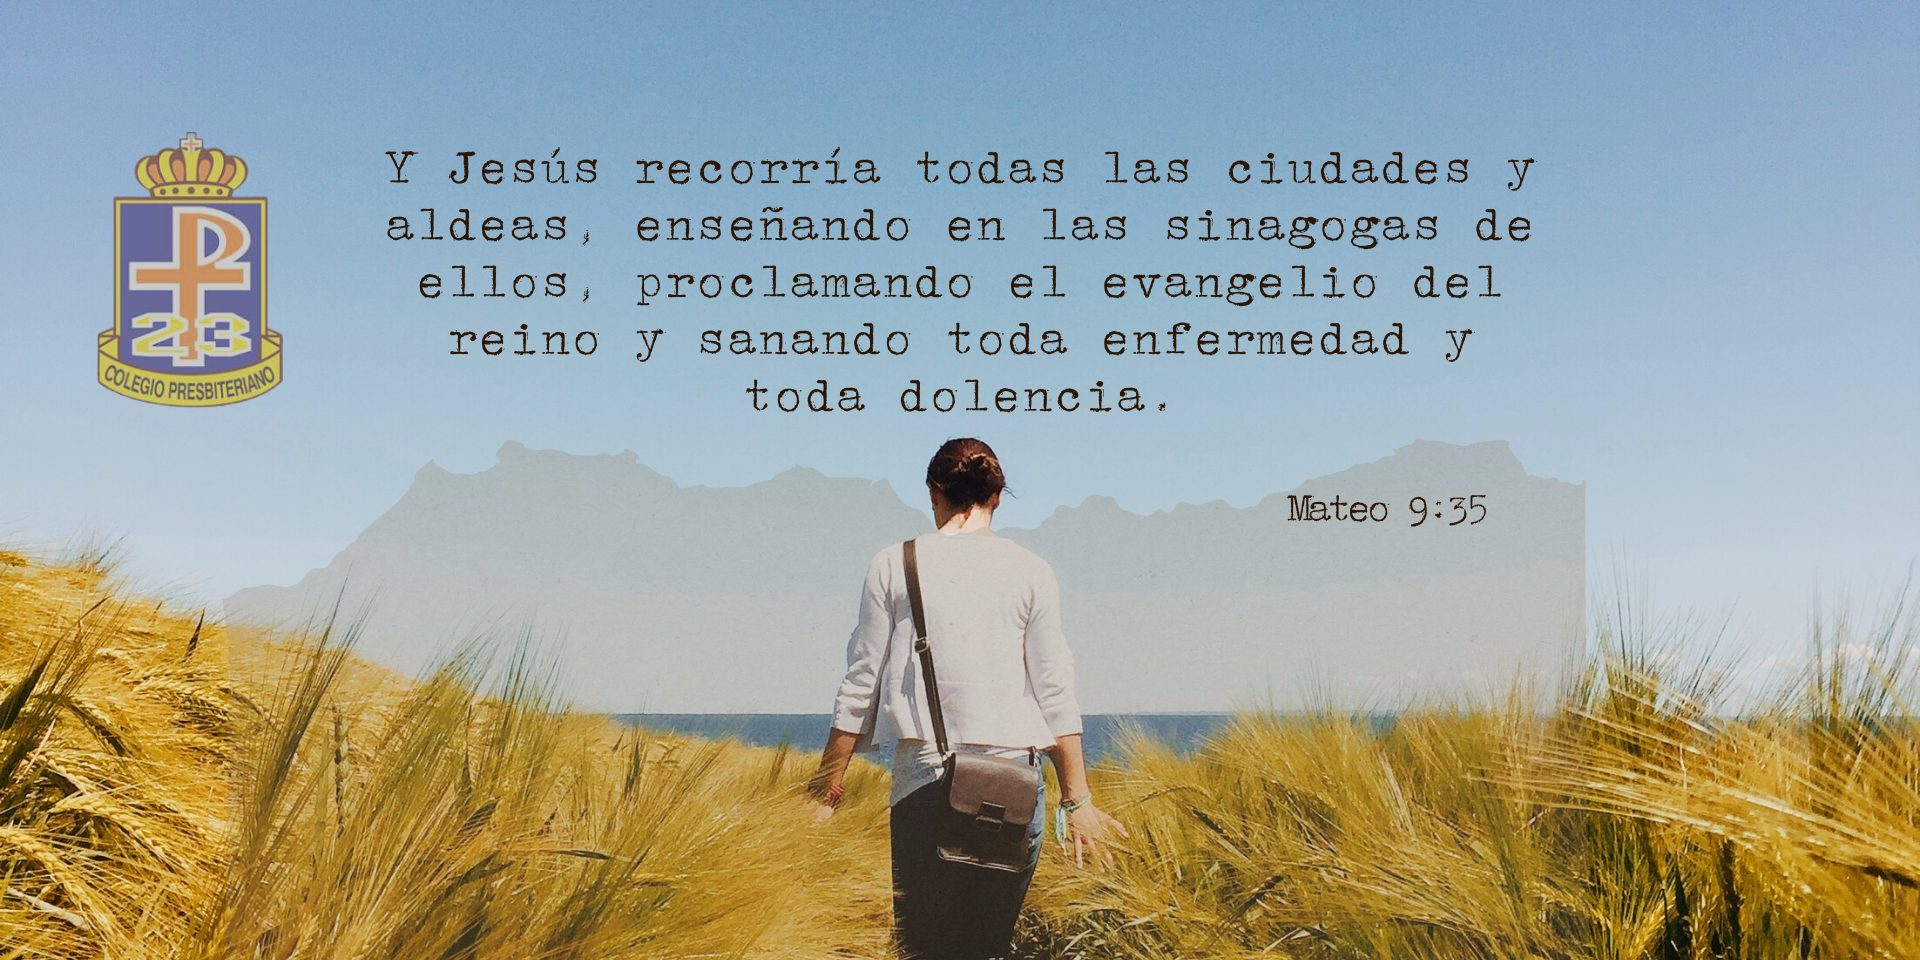 Y Jesús recorría todas las ciudades y
aldeas, enseñando en las sinagogas de
ellos, proclamando el evangelio del
reino y sanando toda enfermedad y
toda dolencia.
Mateo 9:35
23
COLEGIO PRESBITERIANO